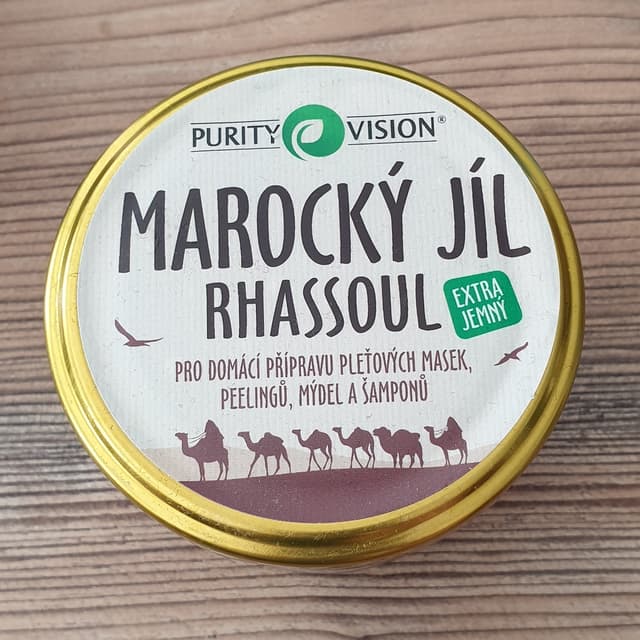 PURITY VISION®
MAROCKÝ JÍL
RHASSOUL
EXTRA
JEMNÝ
PRO DOMÁCÍ PŘÍPRAVU PLEŤOVÝCH MASEK,
PEELINGŮ, MÝDEL A ŠAMPONŮ